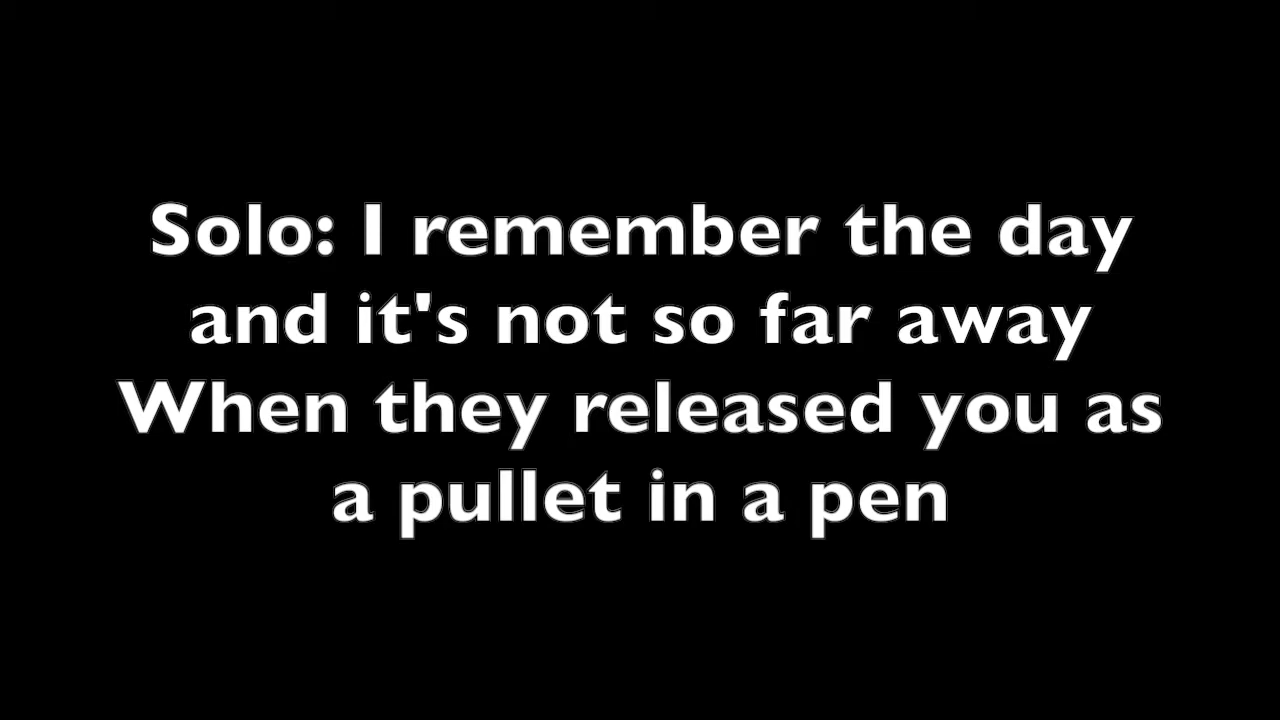 Solo: I remember the day
and it's not so far away
When they released you as
a pullet in a pen